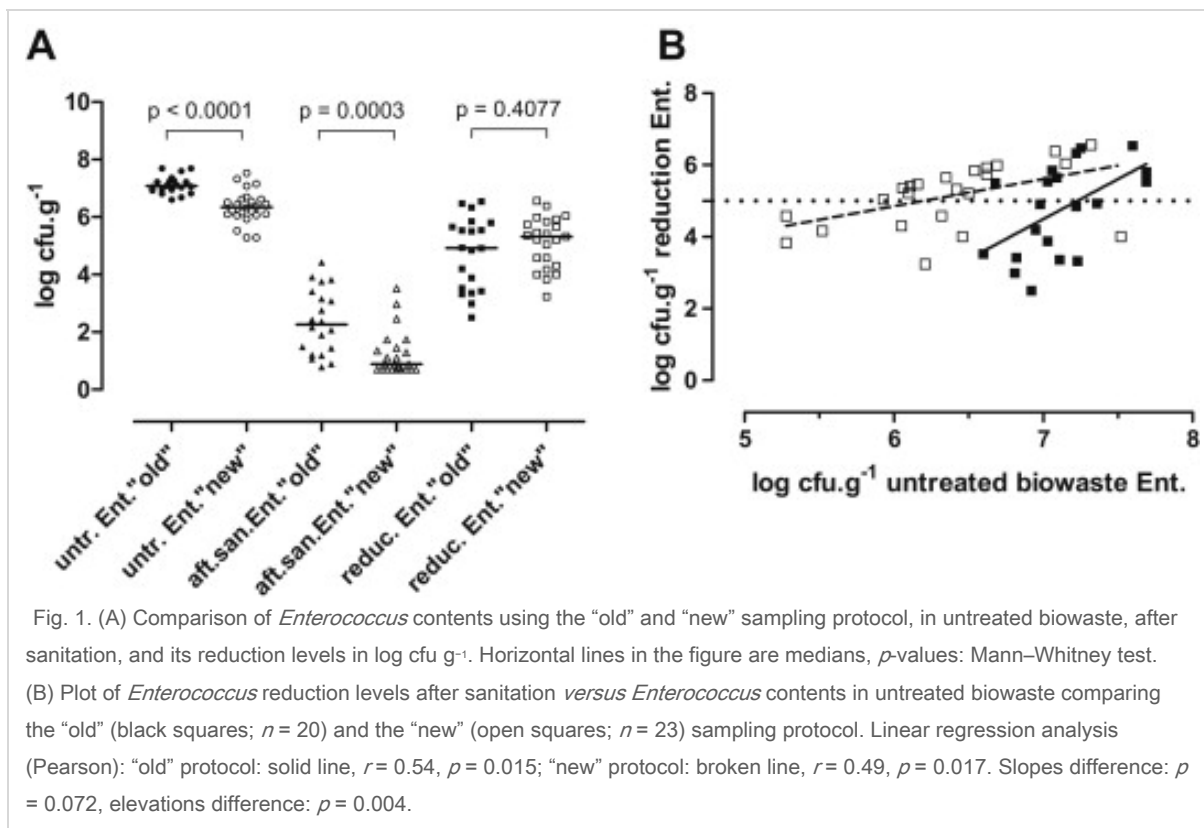 A
B
p < 0.0001
p = 0.0003
p = 0.4077
10
8
6
4
2
0
log cfu.g⁻¹
untr. Ent."old"
untr. Ent."new"
aft.san.Ent."old"
aft.san.Ent."new"
reduc. Ent."old"
reduc. Ent."new"
log cfu.g⁻¹ reduction Ent.
8
6
4
2
0
5
6
7
8
log cfu.g⁻¹ untreated biowaste Ent.
Fig. 1. (A) Comparison of Enterococcus contents using the “old” and “new” sampling protocol, in untreated biowaste, after
sanitation, and its reduction levels in log cfu g⁻¹. Horizontal lines in the figure are medians, p-values: Mann–Whitney test.
(B) Plot of Enterococcus reduction levels after sanitation versus Enterococcus contents in untreated biowaste comparing
the “old” (black squares; n = 20) and the “new” (open squares; n = 23) sampling protocol. Linear regression analysis
(Pearson): “old” protocol: solid line, r = 0.54, p = 0.015; “new” protocol: broken line, r = 0.49, p = 0.017. Slopes difference: p
= 0.072, elevations difference: p = 0.004.